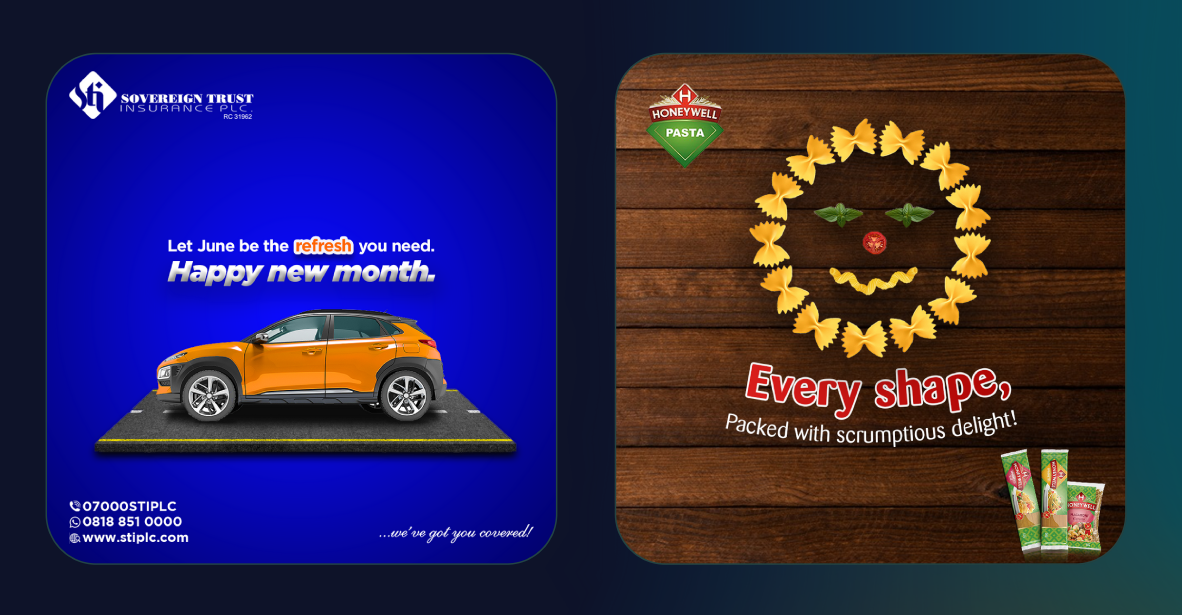 SOVEREIGN TRUST
INSURANCE PLC.
RC 31962
Let June be the refresh you need.
Happy new month.
07000STIPLC
0818 851 0000
www.stiplc.com
...we've got you covered!
H
HONEYWELL
PASTA
Every shape,
Packed with scrumptious delight!
HONEYWELL